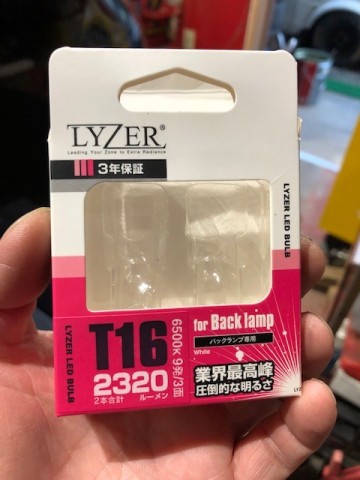 LYZER®
Leading Your Zone to Extra Radiance
3年保証
LYZER LED BULB
T16
6500K 9発/3面
2320
2本合計
ルーメン
LYZER LED BULB
for Back lamp
バックランプ専用
White
業界最高峰
圧倒的な明るさ
LYZ